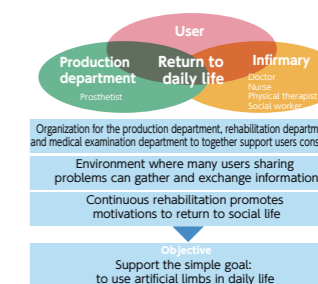 User
Production
department
Prosthetist
Return to
daily life
Infirmary
Doctor
Nurse
Physical therapist
Social worker
Organization for the production department, rehabilitation
and medical examination department to together support users
Environment where many users sharing
problems can gather and exchange information
Continuous rehabilitation promotes
motivations to return to social life
Objective
Support the simple goal:
to use artificial limbs in daily life